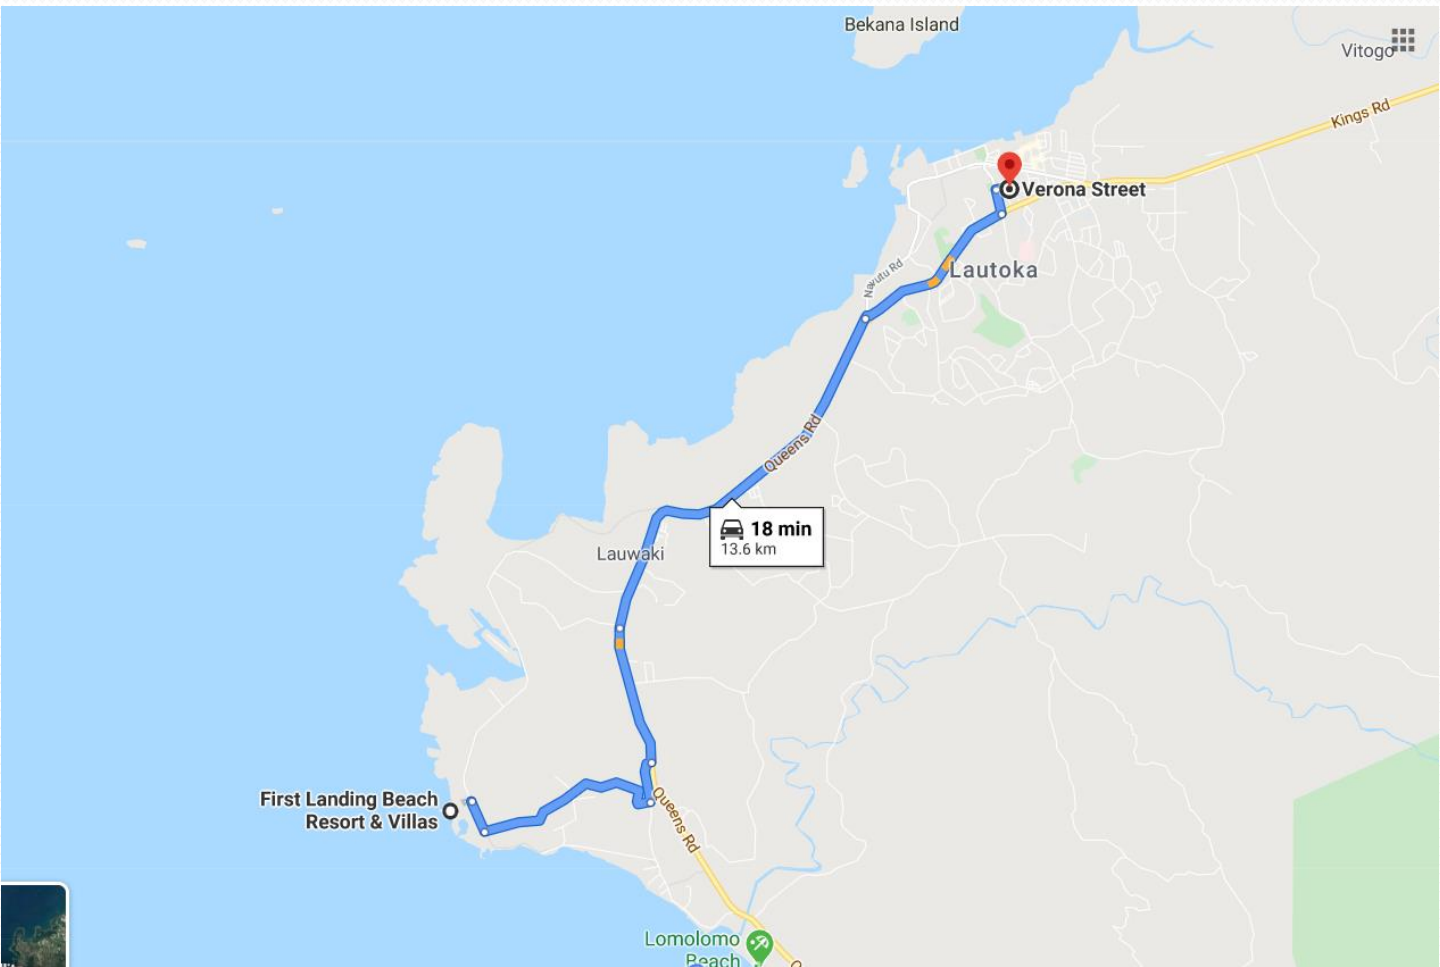 Bekana Island
Vitogo
Kings Rd
Verona Street
Navutu Rd
Lautoka
Queens Rd
18 min
13.6 km
Lauwaki
First Landing Beach
Resort & Villas
Queens Rd
Lomolomo
Beach